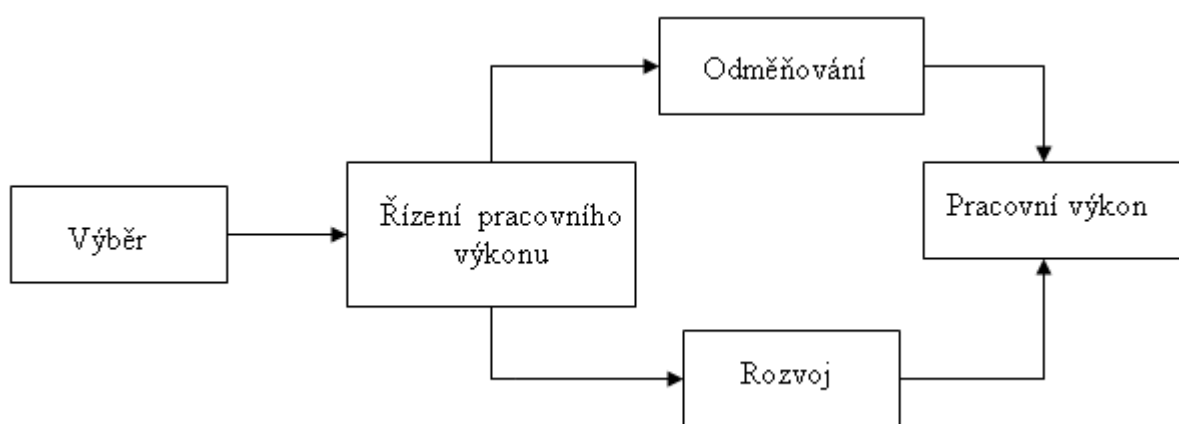 Odměňování
Výběr
Řízení pracovního
výkonu
Pracovní výkon
Rozvoj